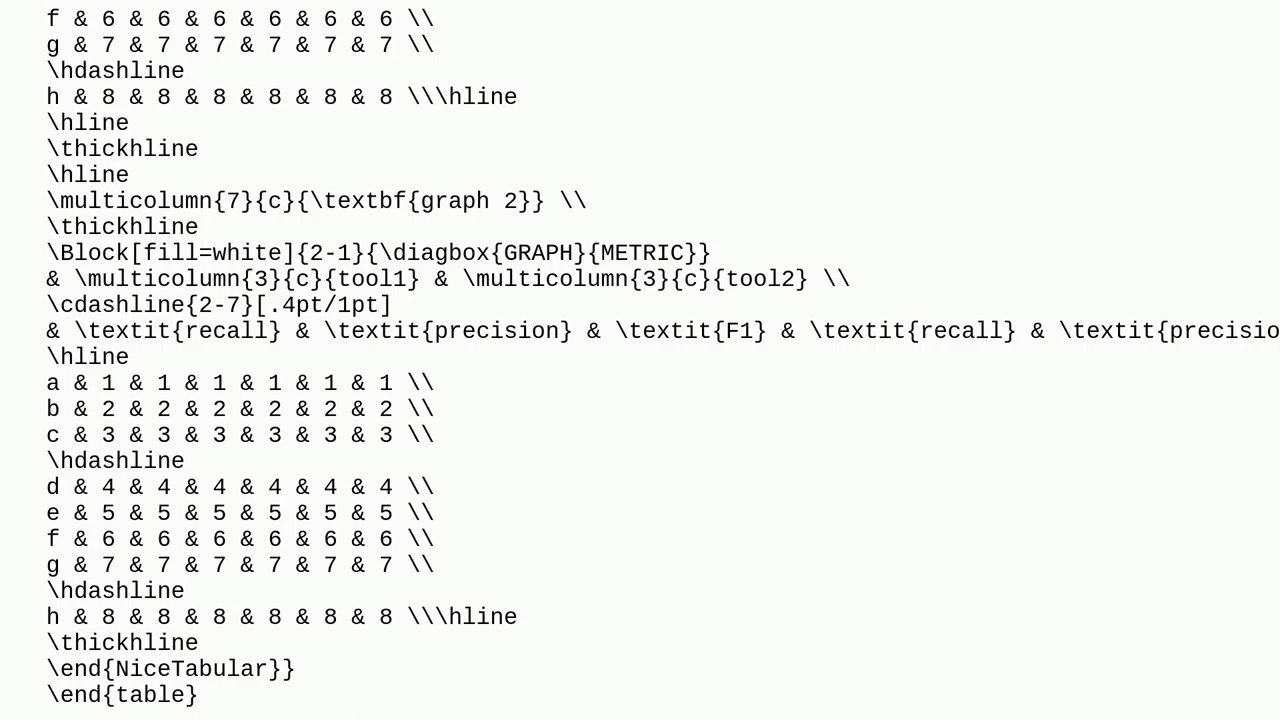 f & 6 & 6 & 6 & 6 & 6 & 6 \\
g & 7 & 7 & 7 & 7 & 7 & 7 \\
\hdashline
h & 8 & 8 & 8 & 8 & 8 & 8 \\\hline
\hline
\thickhline
\hline
\multicolumn{7}{c}{\textbf{graph 2}} \\
\thickhline
\Block[fill=white]{2-1}{\diagbox{GRAPH}{METRIC}}
& \multicolumn{3}{c}{tool1} & \multicolumn{3}{c}{tool2} \\
\cdashline{2-7}[.4pt/1pt]
& \textit{recall} & \textit{precision} & \textit{F1} & \textit{recall} & \textit{precisio
\hline
a & 1 & 1 & 1 & 1 & 1 & 1 \\
b & 2 & 2 & 2 & 2 & 2 & 2 \\
c & 3 & 3 & 3 & 3 & 3 & 3 \\
\hdashline
d & 4 & 4 & 4 & 4 & 4 & 4 \\
e & 5 & 5 & 5 & 5 & 5 & 5 \\
f & 6 & 6 & 6 & 6 & 6 & 6 \\
g & 7 & 7 & 7 & 7 & 7 & 7 \\
\hdashline
h & 8 & 8 & 8 & 8 & 8 & 8 \\\hline
\thickhline
\end{NiceTabular}}
\end{table}